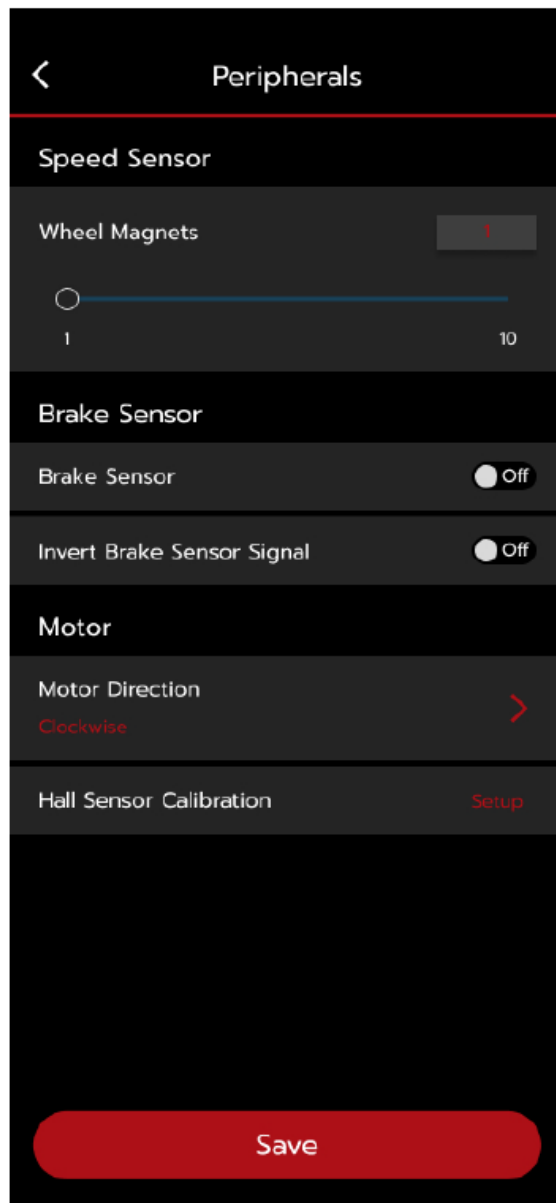 Peripherals
Speed Sensor
Wheel Magnets 1
1 10
Brake Sensor
Brake Sensor Off
Invert Brake Sensor Signal Off
Motor
Motor Direction
Clockwise
Hall Sensor Calibration Setup
Save